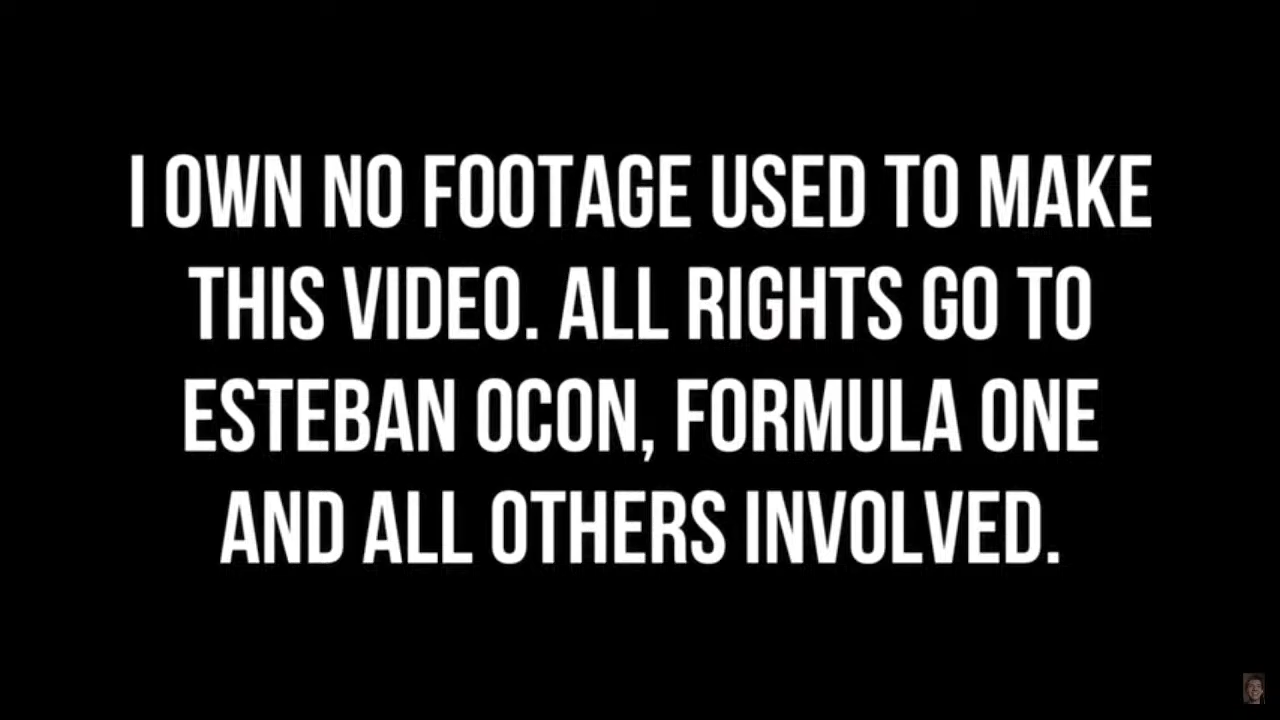 I OWN NO FOOTAGE USED TO MAKE
THIS VIDEO. ALL RIGHTS GO TO
ESTEBAN OCON, FORMULA ONE
AND ALL OTHERS INVOLVED.